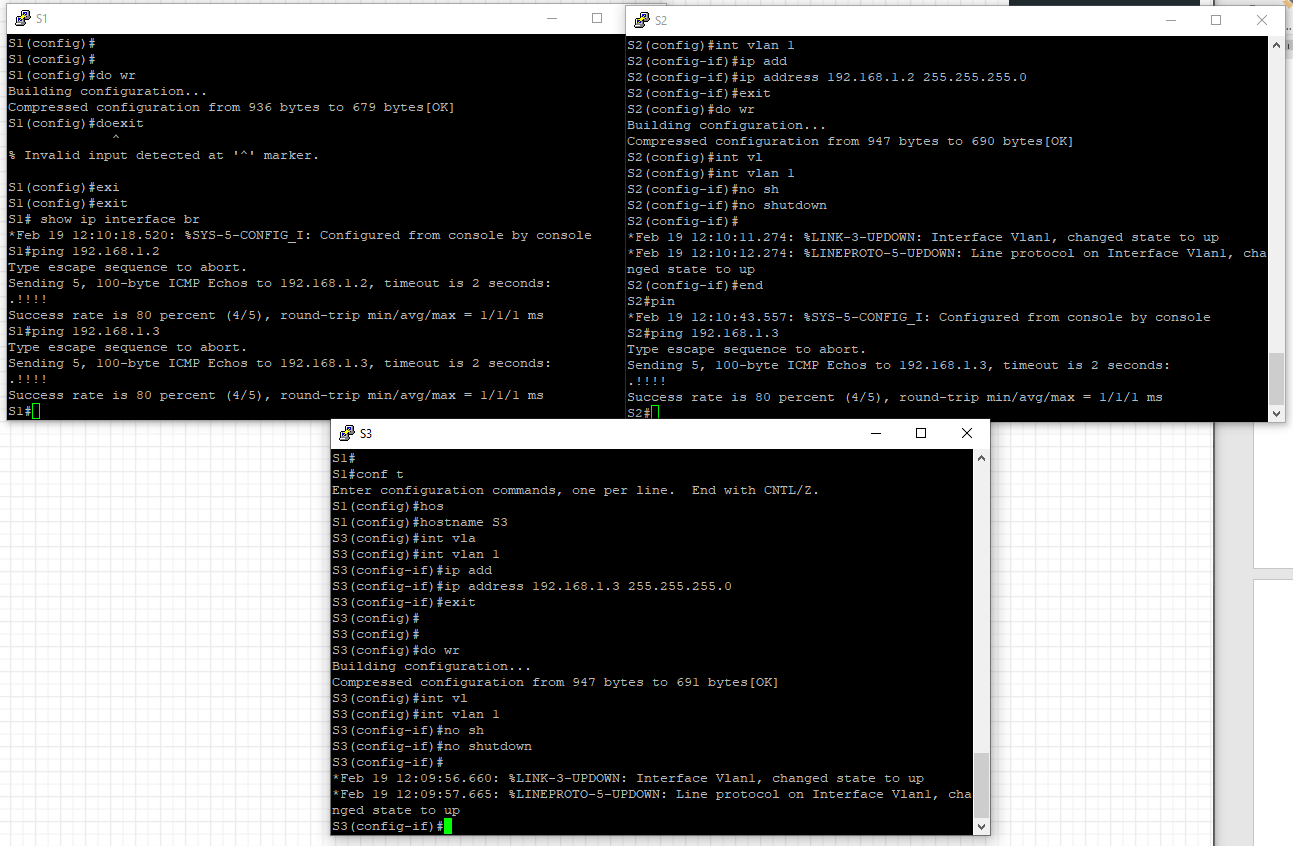 S1
S1(config)#
S1(config)#
S1(config)#do wr
Building configuration...
Compressed configuration from 936 bytes to 679 bytes[OK]
S1(config)#doexit
^
% Invalid input detected at '^' marker.
S1(config)#exi
S1(config)#exit
S1# show ip interface br
*Feb 19 12:10:18.520: %SYS-5-CONFIG_I: Configured from console by console
S1#ping 192.168.1.2
Type escape sequence to abort.
Sending 5, 100-byte ICMP Echos to 192.168.1.2, timeout is 2 seconds:
.!!!!
Success rate is 80 percent (4/5), round-trip min/avg/max = 1/1/1 ms
S1#ping 192.168.1.3
Type escape sequence to abort.
Sending 5, 100-byte ICMP Echos to 192.168.1.3, timeout is 2 seconds:
.!!!!
Success rate is 80 percent (4/5), round-trip min/avg/max = 1/1/1 ms
S1#
S2
S2(config)#int vlan 1
S2(config-if)#ip add
S2(config-if)#ip address 192.168.1.2 255.255.255.0
S2(config-if)#exit
S2(config)#do wr
Building configuration...
Compressed configuration from 947 bytes to 690 bytes[OK]
S2(config)#int vl
S2(config)#int vlan 1
S2(config-if)#no sh
S2(config-if)#no shutdown
S2(config-if)#
*Feb 19 12:10:11.274: %LINK-3-UPDOWN: Interface Vlan1, changed state to up
*Feb 19 12:10:12.274: %LINEPROTO-5-UPDOWN: Line protocol on Interface Vlan1, cha
nged state to up
S2(config-if)#end
S2#pin
*Feb 19 12:10:43.557: %SYS-5-CONFIG_I: Configured from console by console
S2#ping 192.168.1.3
Type escape sequence to abort.
Sending 5, 100-byte ICMP Echos to 192.168.1.3, timeout is 2 seconds:
.!!!!
Success rate is 80 percent (4/5), round-trip min/avg/max = 1/1/1 ms
S2#
S3
S1#
S1#conf t
Enter configuration commands, one per line.  End with CNTL/Z.
S1(config)#hos
S1(config)#hostname S3
S3(config)#int vla
S3(config)#int vlan 1
S3(config-if)#ip add
S3(config-if)#ip address 192.168.1.3 255.255.255.0
S3(config-if)#exit
S3(config)#
S3(config)#
S3(config)#do wr
Building configuration...
Compressed configuration from 947 bytes to 691 bytes[OK]
S3(config)#int vl
S3(config)#int vlan 1
S3(config-if)#no sh
S3(config-if)#no shutdown
S3(config-if)#
*Feb 19 12:09:56.660: %LINK-3-UPDOWN: Interface Vlan1, changed state to up
*Feb 19 12:09:57.665: %LINEPROTO-5-UPDOWN: Line protocol on Interface Vlan1, cha
nged state to up
S3(config-if)#